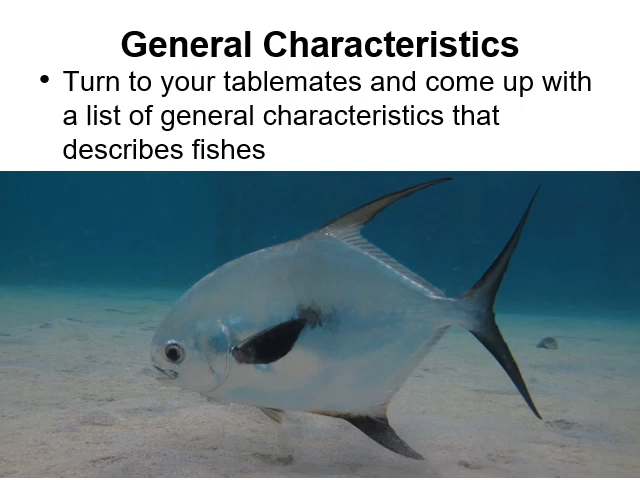 General Characteristics
• Turn to your tablemates and come up with
a list of general characteristics that
describes fishes